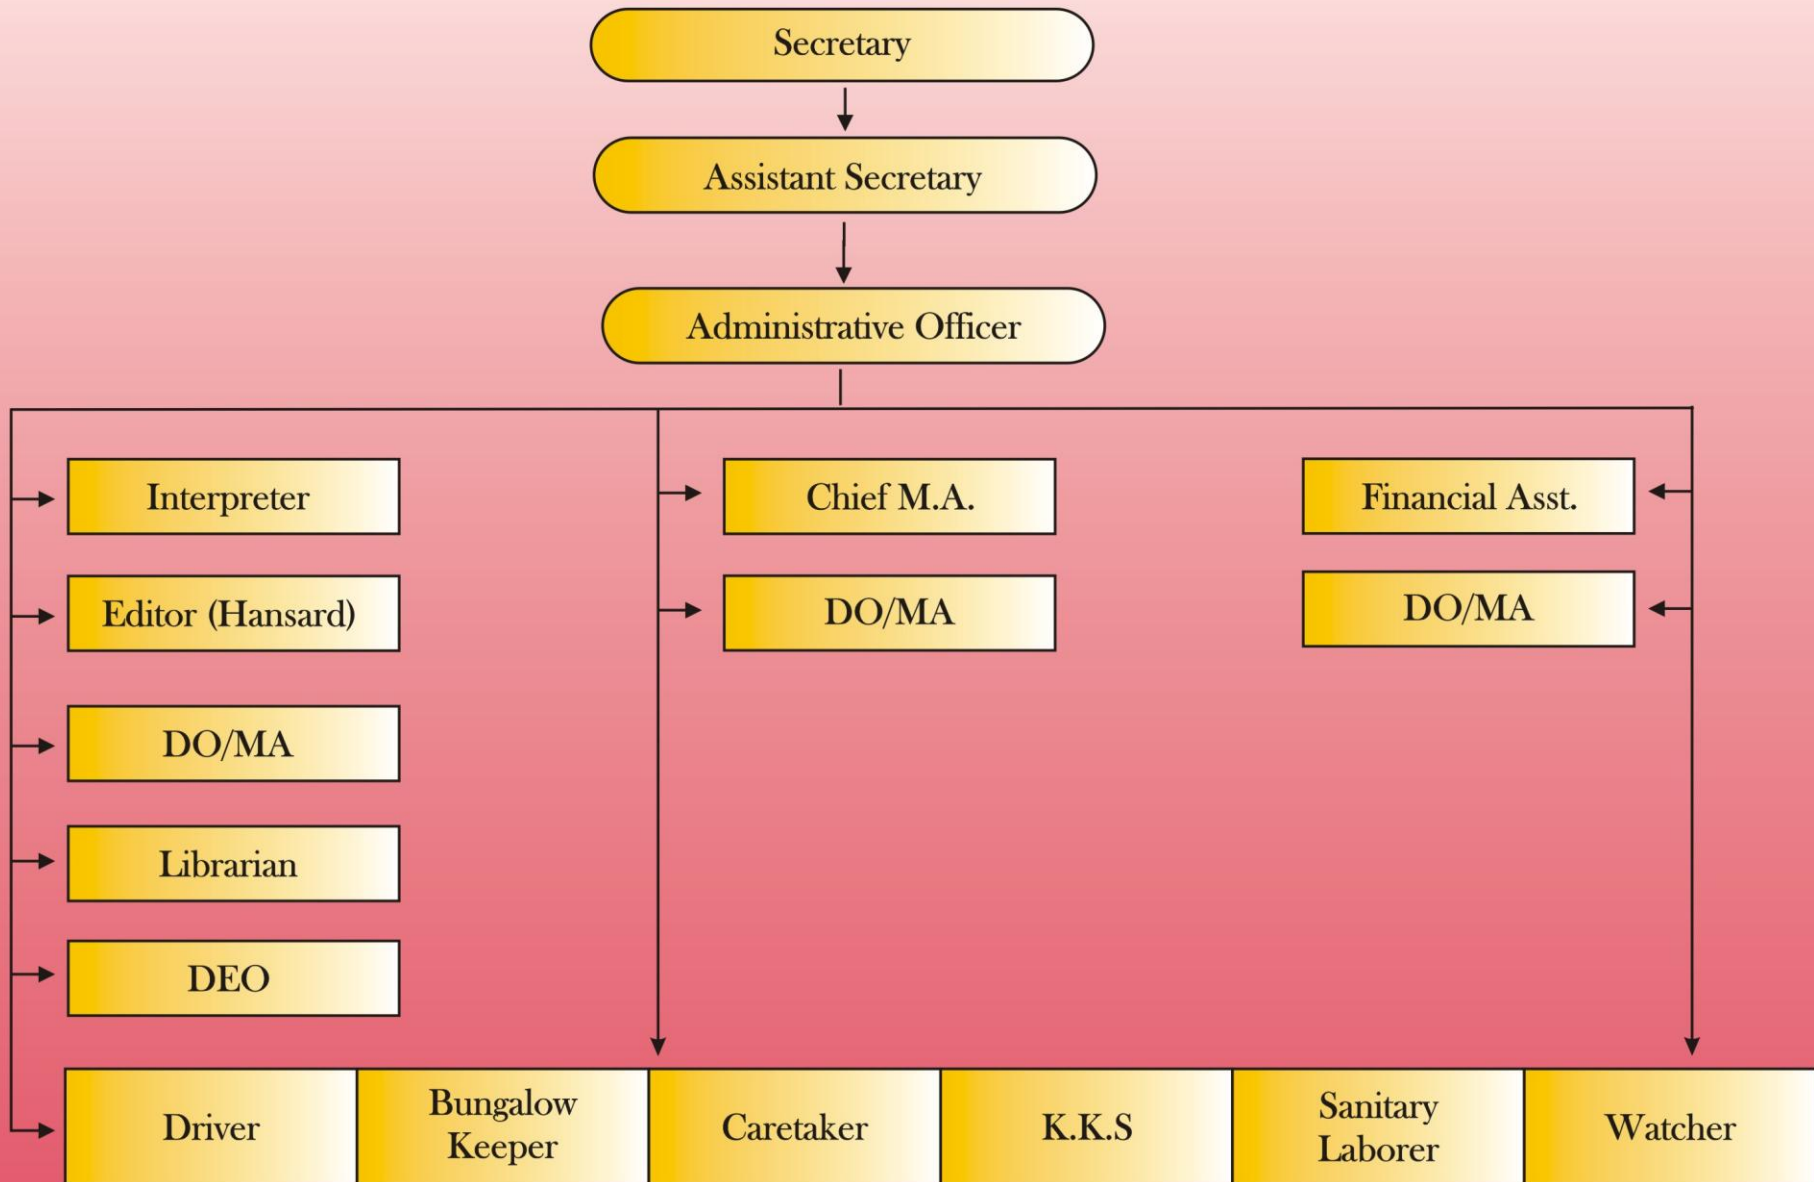 Secretary
Assistant Secretary
Administrative Officer
Interpreter
Chief M.A.
Financial Asst.
Editor (Hansard)
DO/MA
DO/MA
DO/MA
Librarian
DEO
Driver
Bungalow
Keeper
Caretaker
K.K.S
Sanitary
Laborer
Watcher